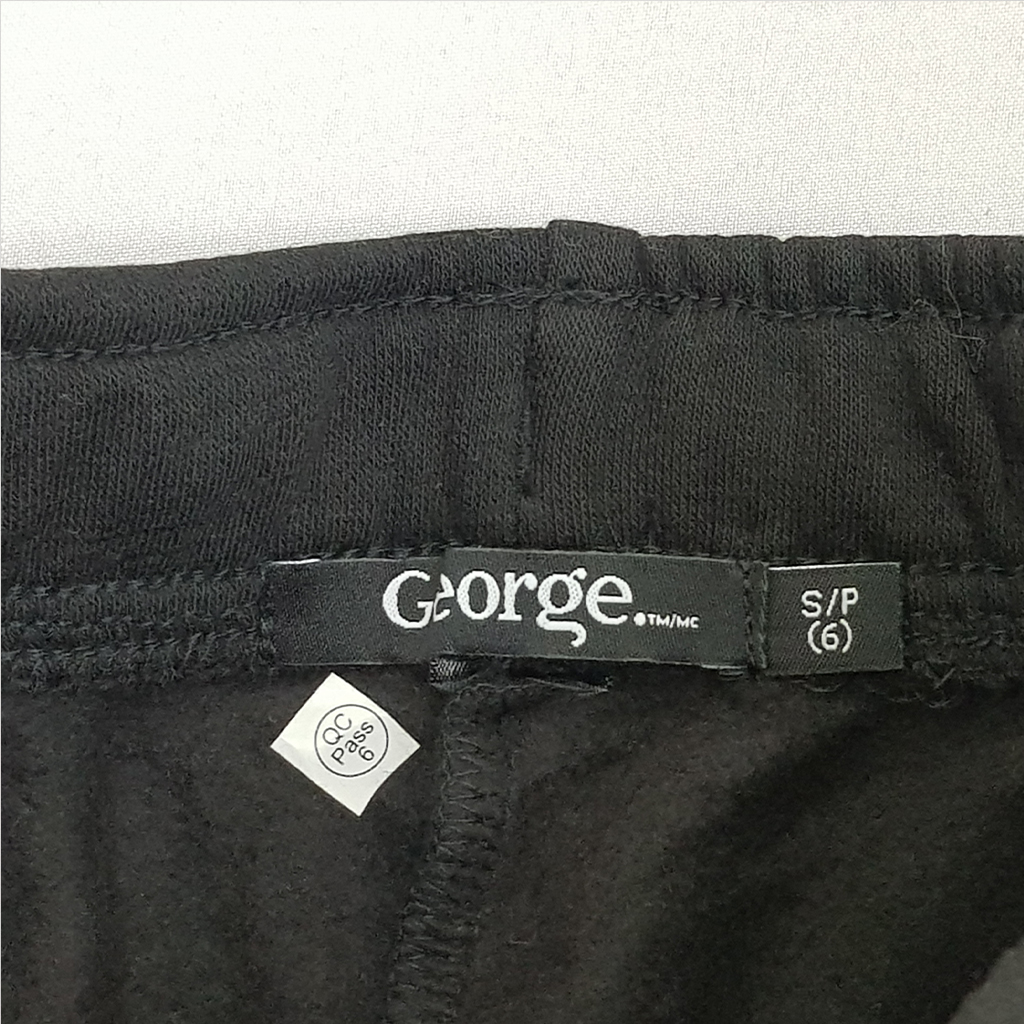 George.™/MC
S/P
(6)
QC
Pass
6